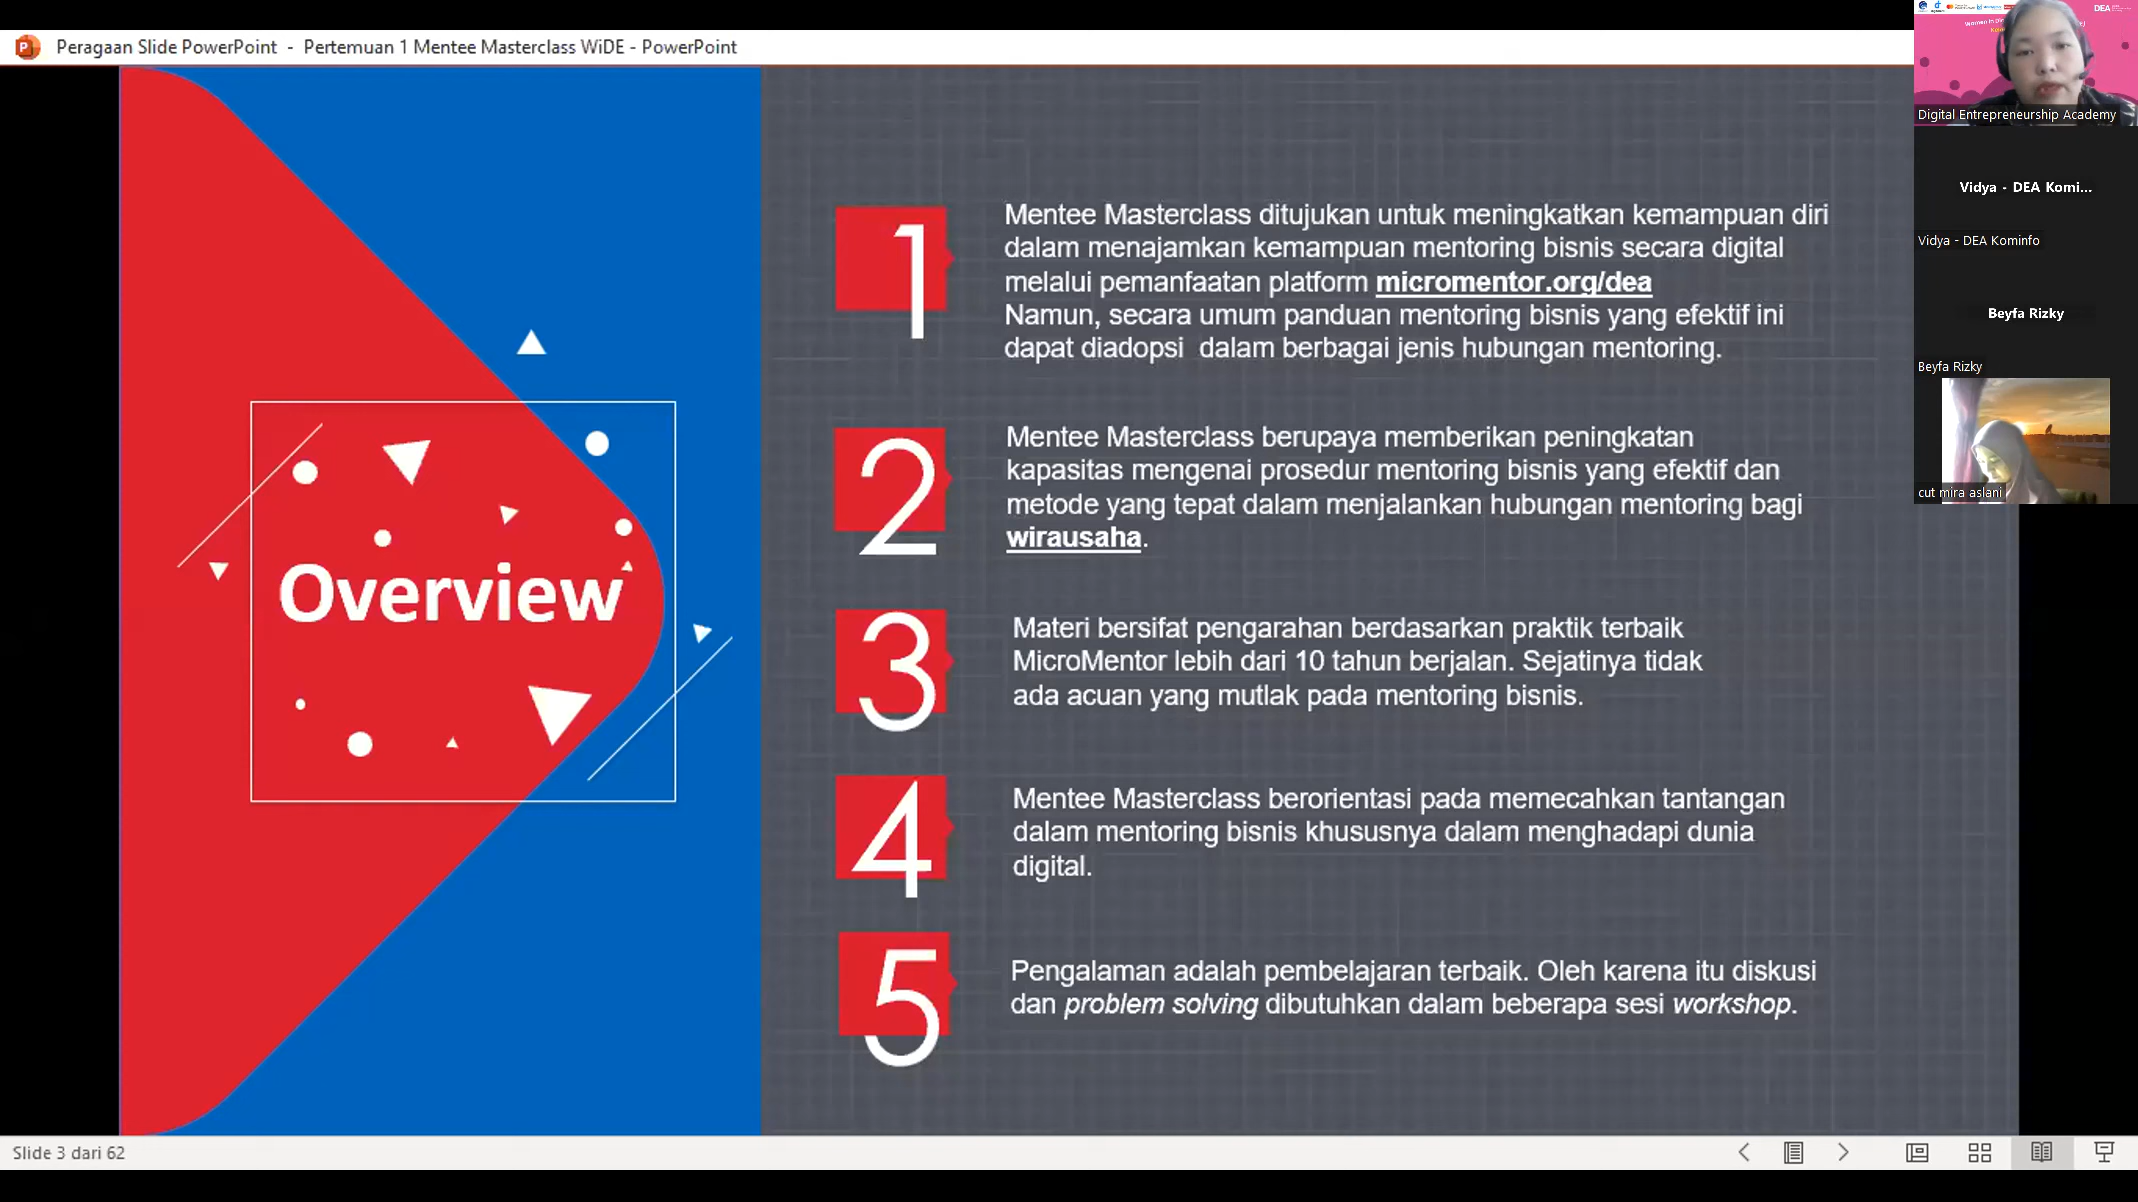 Peragaan Slide PowerPoint - Pertemuan 1 Mentee Masterclass WiDE - PowerPoint
Overview
1
Mentee Masterclass ditujukan untuk meningkatkan kemampuan diri
dalam menajamkan kemampuan mentoring bisnis secara digital
melalui pemanfaatan platform micromentor.org/dea
Namun, secara umum panduan mentoring bisnis yang efektif ini
dapat diadopsi dalam berbagai jenis hubungan mentoring.
2
Mentee Masterclass berupaya memberikan peningkatan
kapasitas mengenai prosedur mentoring bisnis yang efektif dan
metode yang tepat dalam menjalankan hubungan mentoring bagi
wirausaha.
3
Materi bersifat pengarahan berdasarkan praktik terbaik
MicroMentor lebih dari 10 tahun berjalan. Sejatinya tidak
ada acuan yang mutlak pada mentoring bisnis.
4
Mentee Masterclass berorientasi pada memecahkan tantangan
dalam mentoring bisnis khususnya dalam menghadapi dunia
digital.
5
Pengalaman adalah pembelajaran terbaik. Oleh karena itu diskusi
dan problem solving dibutuhkan dalam beberapa sesi workshop.
DEA
Digital Entrepreneurship Academy
Vidya - DEA Komi...
Vidya - DEA Kominfo
Beyfa Rizky
Beyfa Rizky
cut mira aslani
Slide 3 dari 62